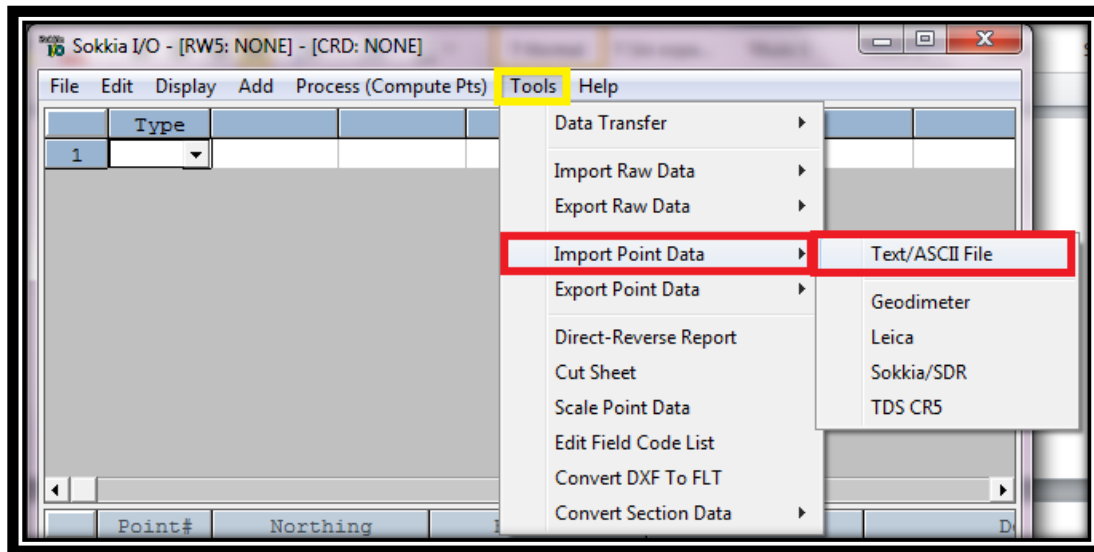 Sokkia I/O - [RW5: NONE] - [CRD: NONE]
File Edit Display Add Process (Compute Pts) Tools Help
Type
1
Data Transfer
Import Raw Data
Export Raw Data
Import Point Data
Export Point Data
Direct-Reverse Report
Cut Sheet
Scale Point Data
Edit Field Code List
Convert DXF To FLT
Convert Section Data
Text/ASCII File
Geodimeter
Leica
Sokkia/SDR
TDS CR5
Point# Northing